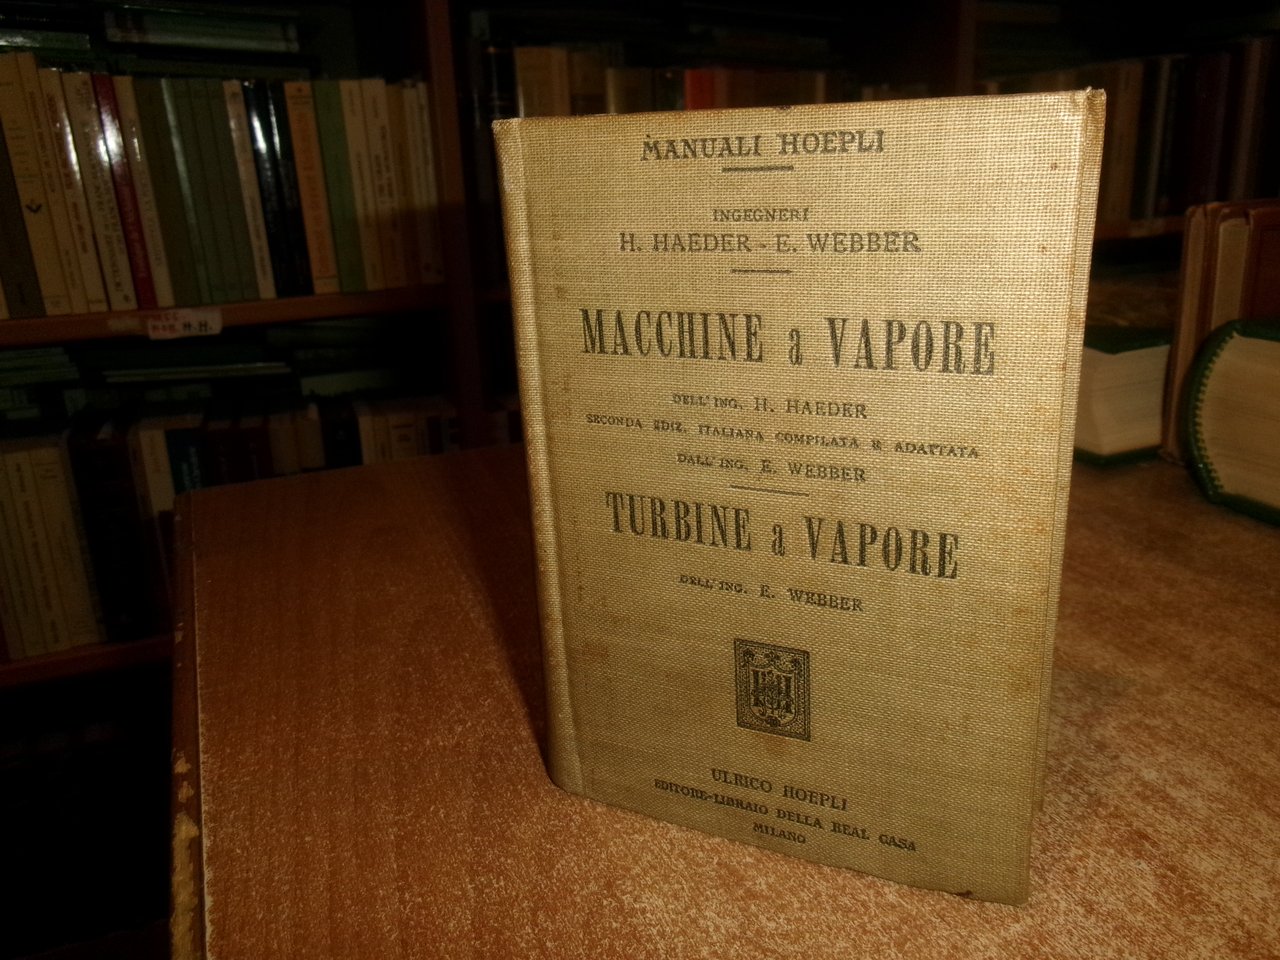 MANUALI HOEPLI
INGEGNERI
H. HAEDER - E. WEBBER
MACCHINE a VAPORE
DELL'ING. H. HAEDER
SECONDA EDIZ. ITALIANA COMPILATA E ADATTATA
DALL'ING. E. WEBBER
TURBINE a VAPORE
DELL'ING. E. WEBBER
ULRICO HOEPLI
EDITORE-LIBRAIO DELLA REAL CASA
MILANO